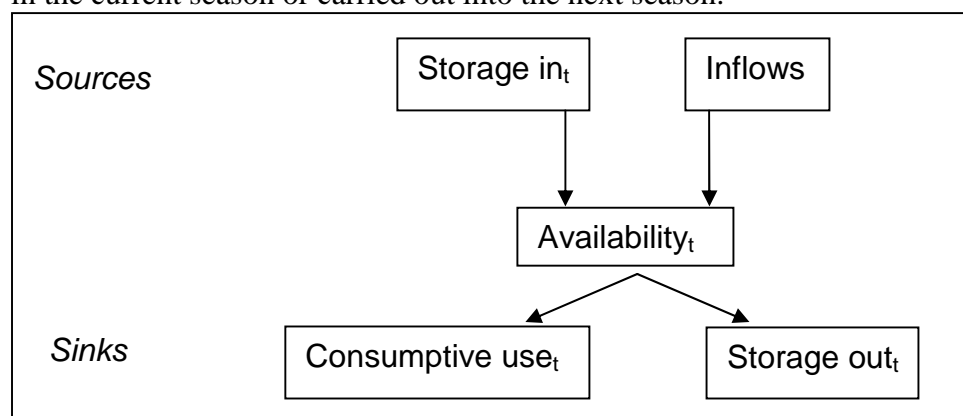 in the current season or carried out into the next season.
Sources
Storage inₜ
Inflows
Availabilityₜ
Sinks
Consumptive useₜ
Storage outₜ